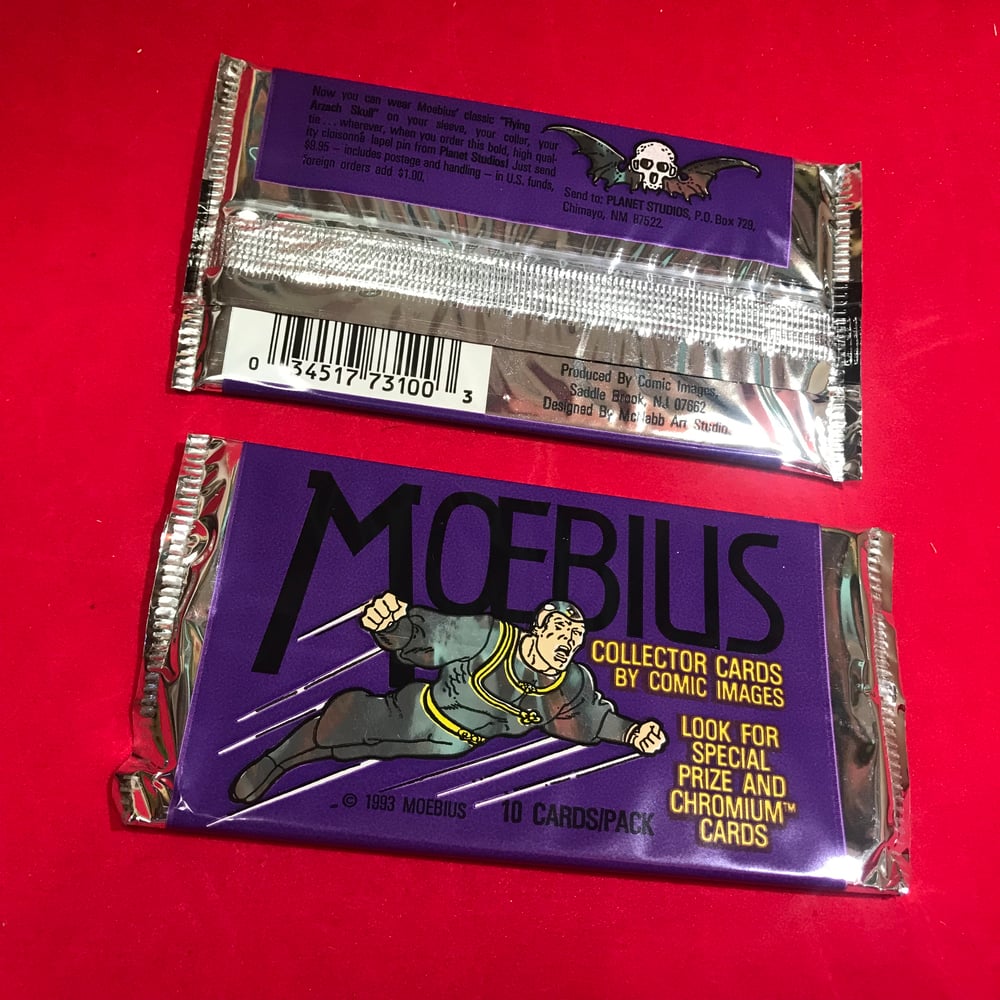 Now you can wear Moebius' classic "Flying
Arzach Skull" on your sleeve, your collar, your
tie . . . wherever, when you order this bold, high qual-
ity cloisonné lapel pin from Planet Studios! Just send
$9.95 – includes postage and handling – in U.S. funds,
foreign orders add $1.00.
Send to: PLANET STUDIOS, P.O. Box 729,
Chimayo, NM 87522.
0 34517 73100 3
Produced By Comic Images,
Saddle Brook, NJ 07662
Designed By McNabb Art Studio
MOEBIUS
COLLECTOR CARDS
BY COMIC IMAGES
LOOK FOR
SPECIAL
PRIZE AND
CHROMIUM™
CARDS
© 1993 MOEBIUS
10 CARDS/PACK